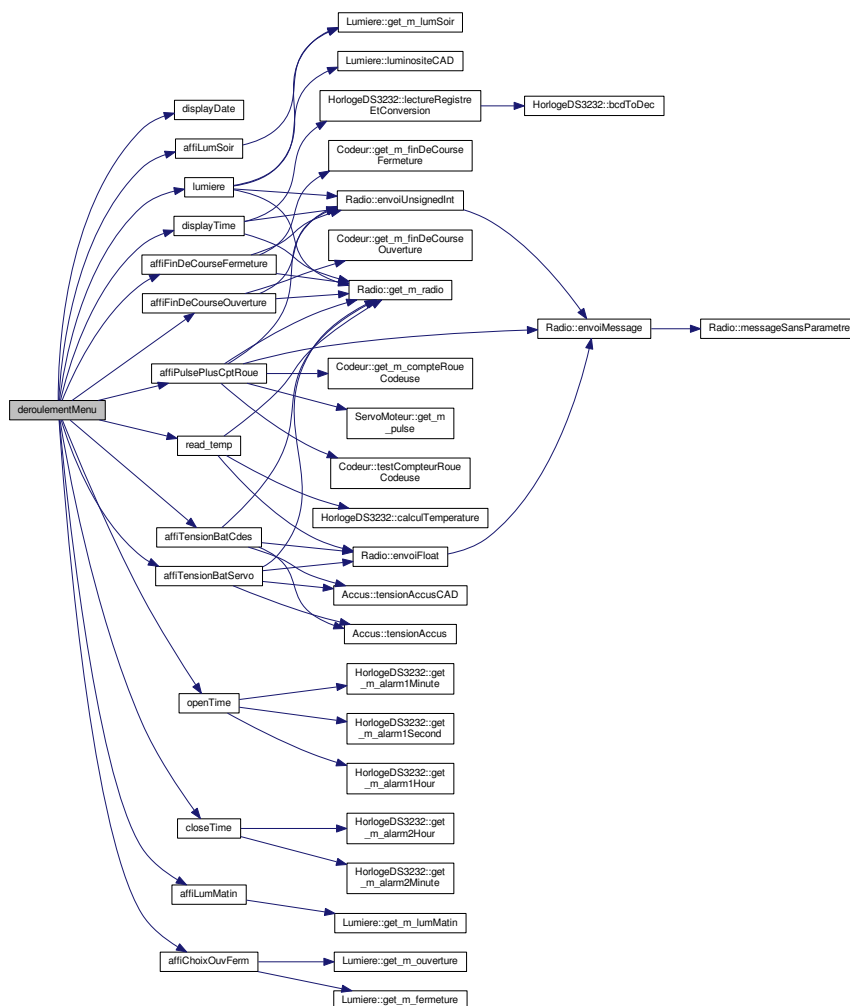 Lumiere::get_m_lumSoir
Lumiere::luminositeCAD
HorlogeDS3232::lectureRegistre
EtConversion
HorlogeDS3232::bcdToDec
displayDate
affiLumSoir
Codeur::get_m_finDeCourse
Fermeture
lumiere
Radio::envoiUnsignedInt
displayTime
Codeur::get_m_finDeCourse
Ouverture
affiFinDeCourseFermeture
Radio::get_m_radio
affiFinDeCourseOuverture
Radio::envoiMessage
Radio::messageSansParametre
affiPulsePlusCptRoue
Codeur::get_m_compteRoue
Codeuse
deroulementMenu
ServoMoteur::get_m
_pulse
read_temp
Codeur::testCompteurRoue
Codeuse
HorlogeDS3232::calculTemperature
affiTensionBatCdes
Radio::envoiFloat
affiTensionBatServo
Accus::tensionAccusCAD
Accus::tensionAccus
HorlogeDS3232::get
_m_alarm1Minute
openTime
HorlogeDS3232::get
_m_alarm1Second
HorlogeDS3232::get
_m_alarm1Hour
closeTime
HorlogeDS3232::get
_m_alarm2Hour
HorlogeDS3232::get
_m_alarm2Minute
affiLumMatin
Lumiere::get_m_lumMatin
affiChoixOuvFerm
Lumiere::get_m_ouverture
Lumiere::get_m_fermeture